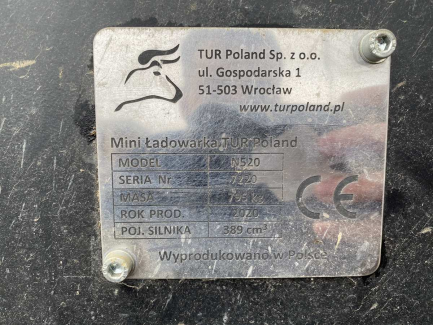 TUR Poland Sp. z o.o.
ul. Gospodarska 1
51-503 Wrocław
www.turpoland.pl
Mini Ładowarka TUR Poland
MODEL N520
SERIA Nr
MASA
ROK PROD. 2020
POJ. SILNIKA 389 cm³
Wyprodukowano w Polsce
CE